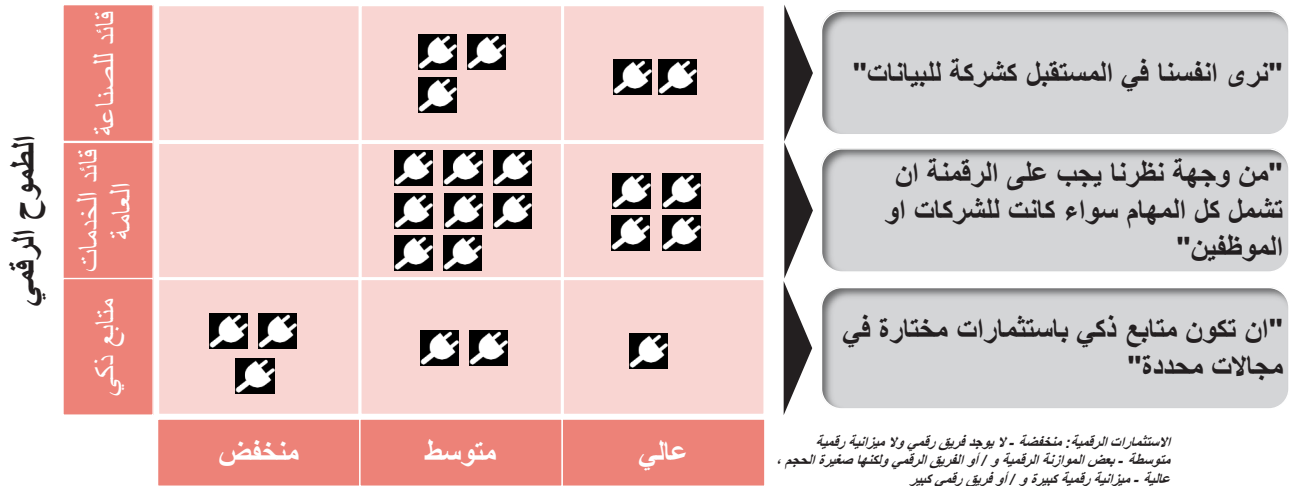 الطموح الرقمي
قائد للصناعة
قائد الخدمات
العامة
متابع ذكي
منخفض
متوسط
عالي
"نرى انفسنا في المستقبل كشركة للبيانات"
"من وجهة نظرنا يجب على الرقمنة ان
تشمل كل المهام سواء كانت للشركات او
الموظفين"
"ان تكون متابع ذكي باستثمارات مختارة في
مجالات محددة"
الاستثمارات الرقمية: منخفضة - لا يوجد فريق رقمي ولا ميزانية رقمية
متوسطة - بعض الموازنة الرقمية و / أو الفريق الرقمي ولكنها صغيرة الحجم ،
عالية - ميزانية رقمية كبيرة و / أو فريق رقمي كبير